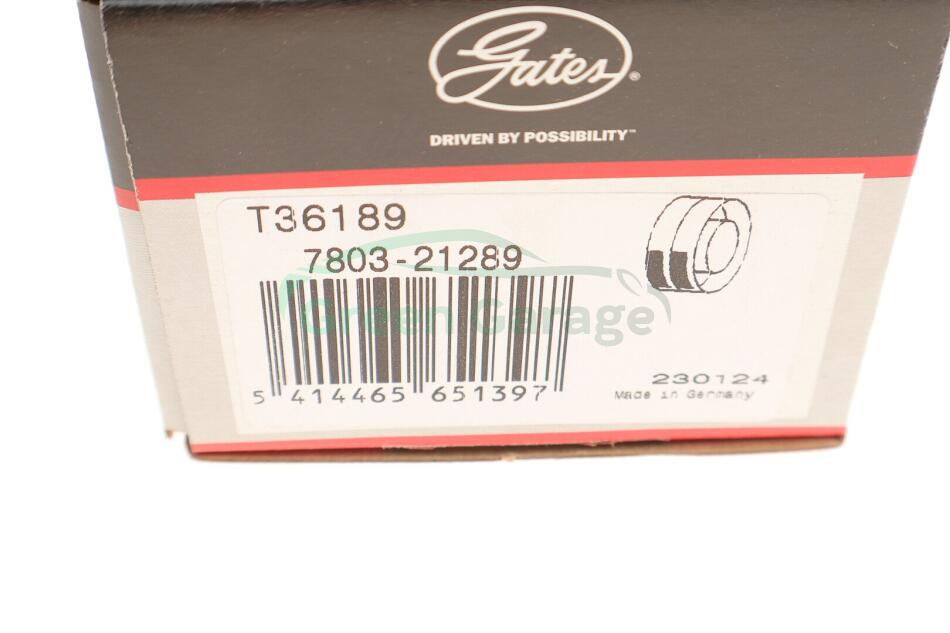 Gates®
DRIVEN BY POSSIBILITY™
T36189
7803-21289
Green Garage
5 414465 651397
230124
Made in Germany